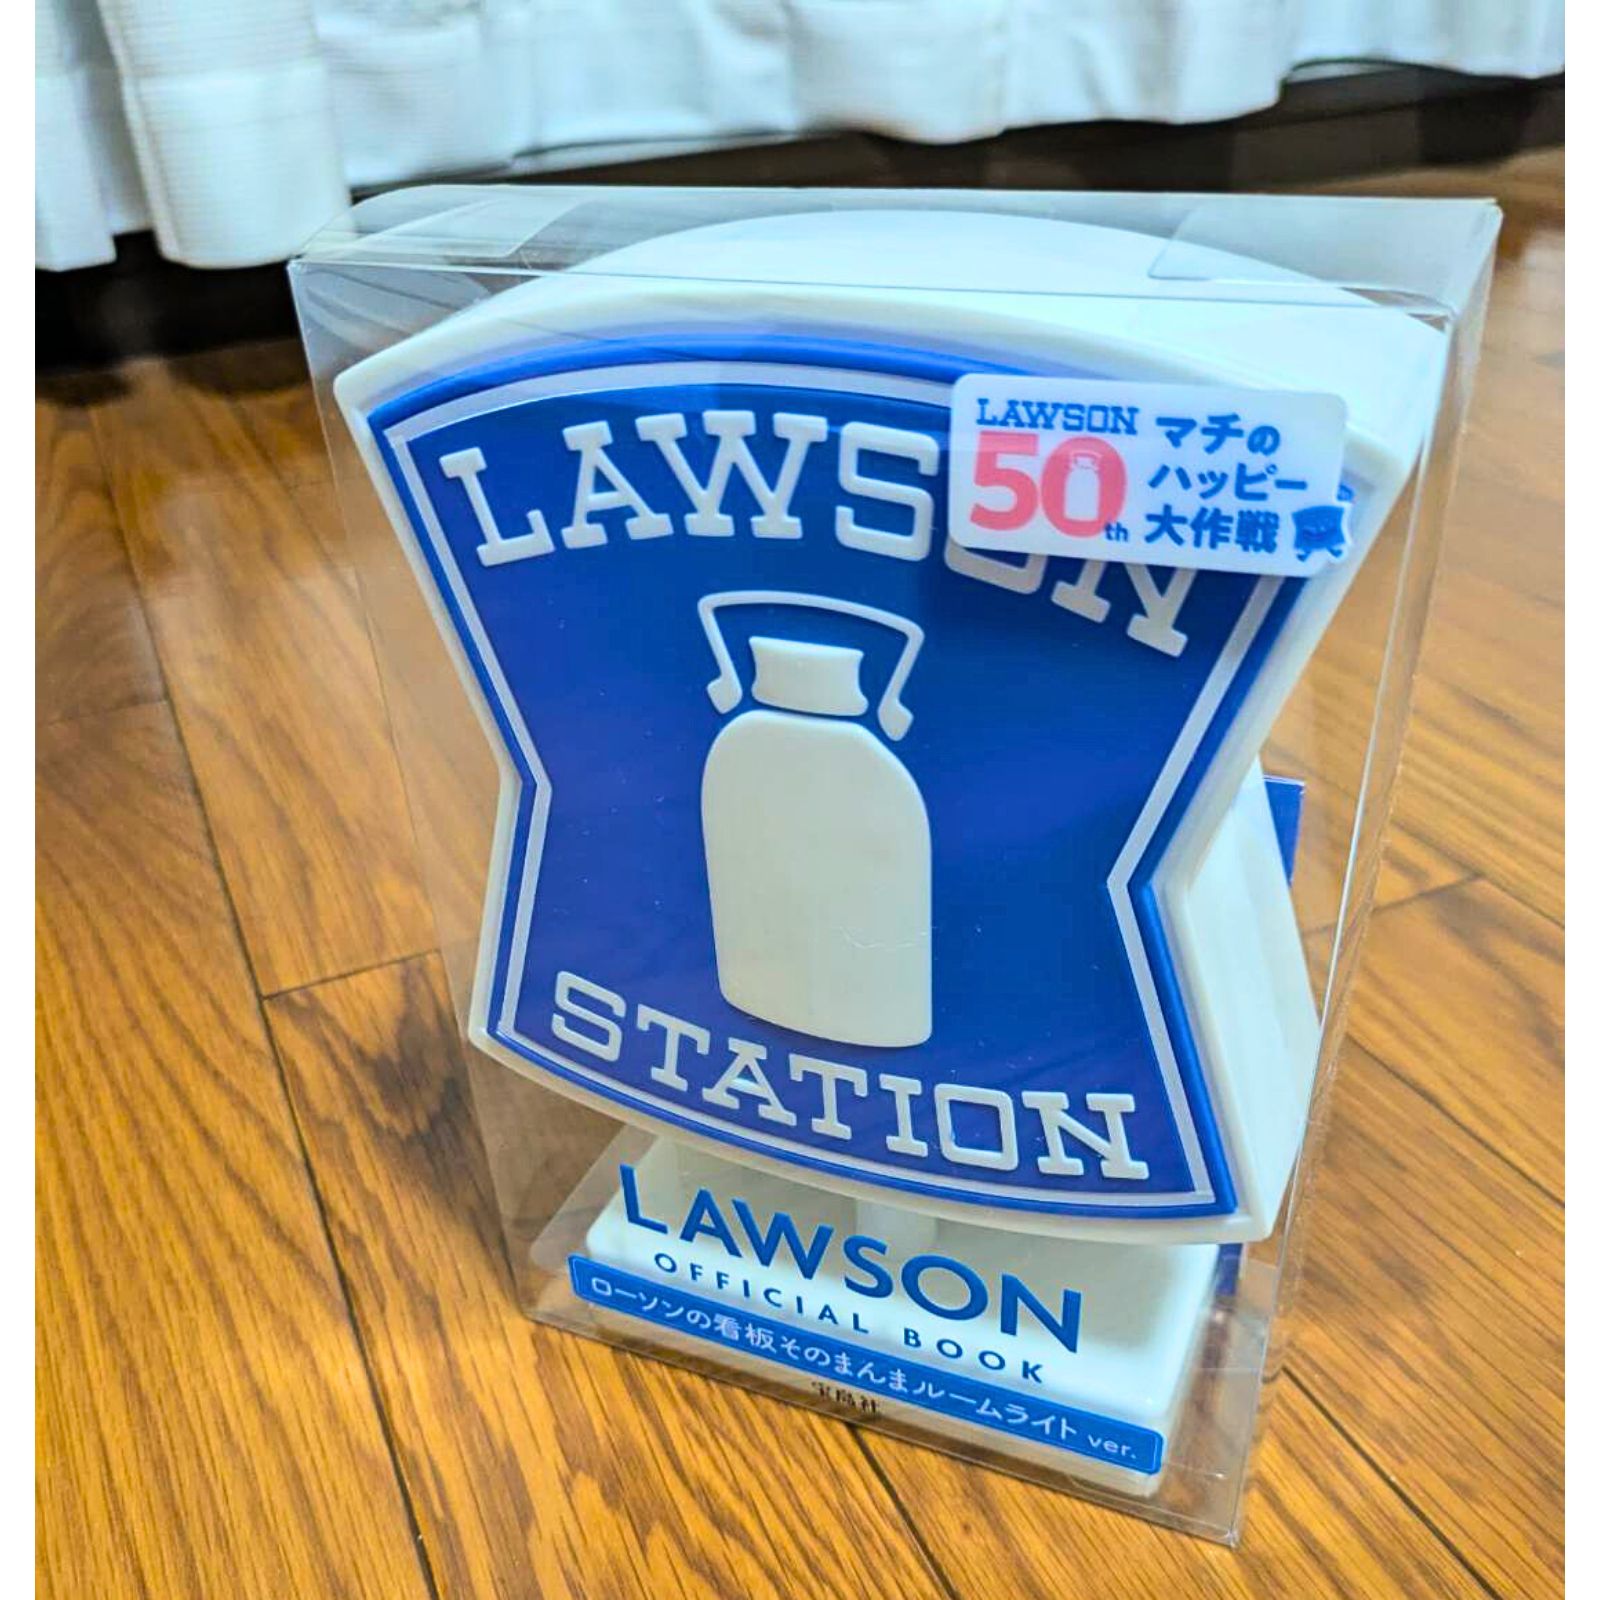 LAWSON
LAWSON
50th
マチの
ハッピー
大作戦
STATION
LAWSON
OFFICIAL BOOK
ローソンの看板そのまんまルームライト ver.
宝島社